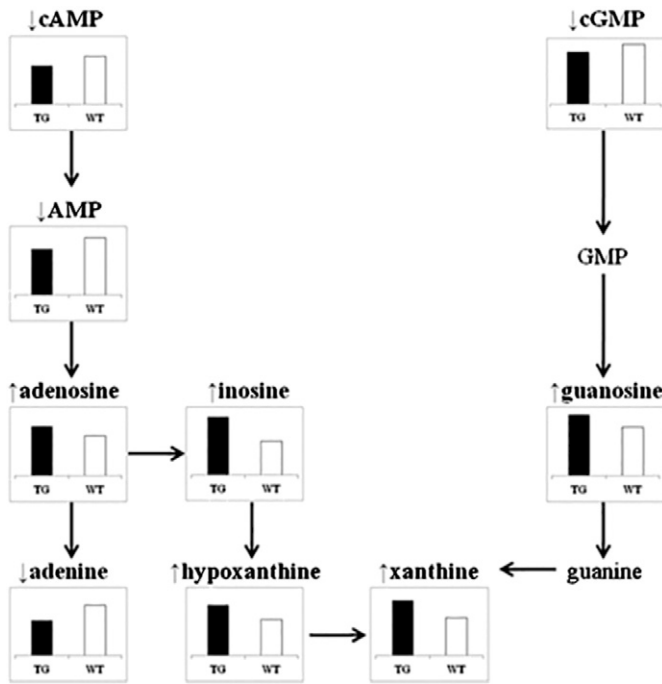 ↓cAMP
TG WT
↓cGMP
TG WT
↓AMP
TG WT
GMP
↑adenosine
TG WT
↑inosine
TG WT
↑guanosine
TG WT
↓adenine
TG WT
↑hypoxanthine
TG WT
↑xanthine
TG WT
guanine